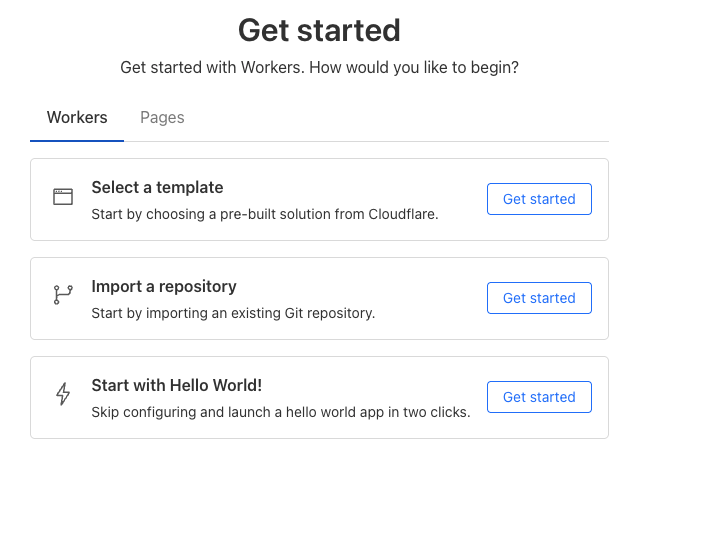 Get started
Get started with Workers. How would you like to begin?
Workers Pages
Select a template
Start by choosing a pre-built solution from Cloudflare.
Get started
Import a repository
Start by importing an existing Git repository.
Get started
Start with Hello World!
Skip configuring and launch a hello world app in two clicks.
Get started